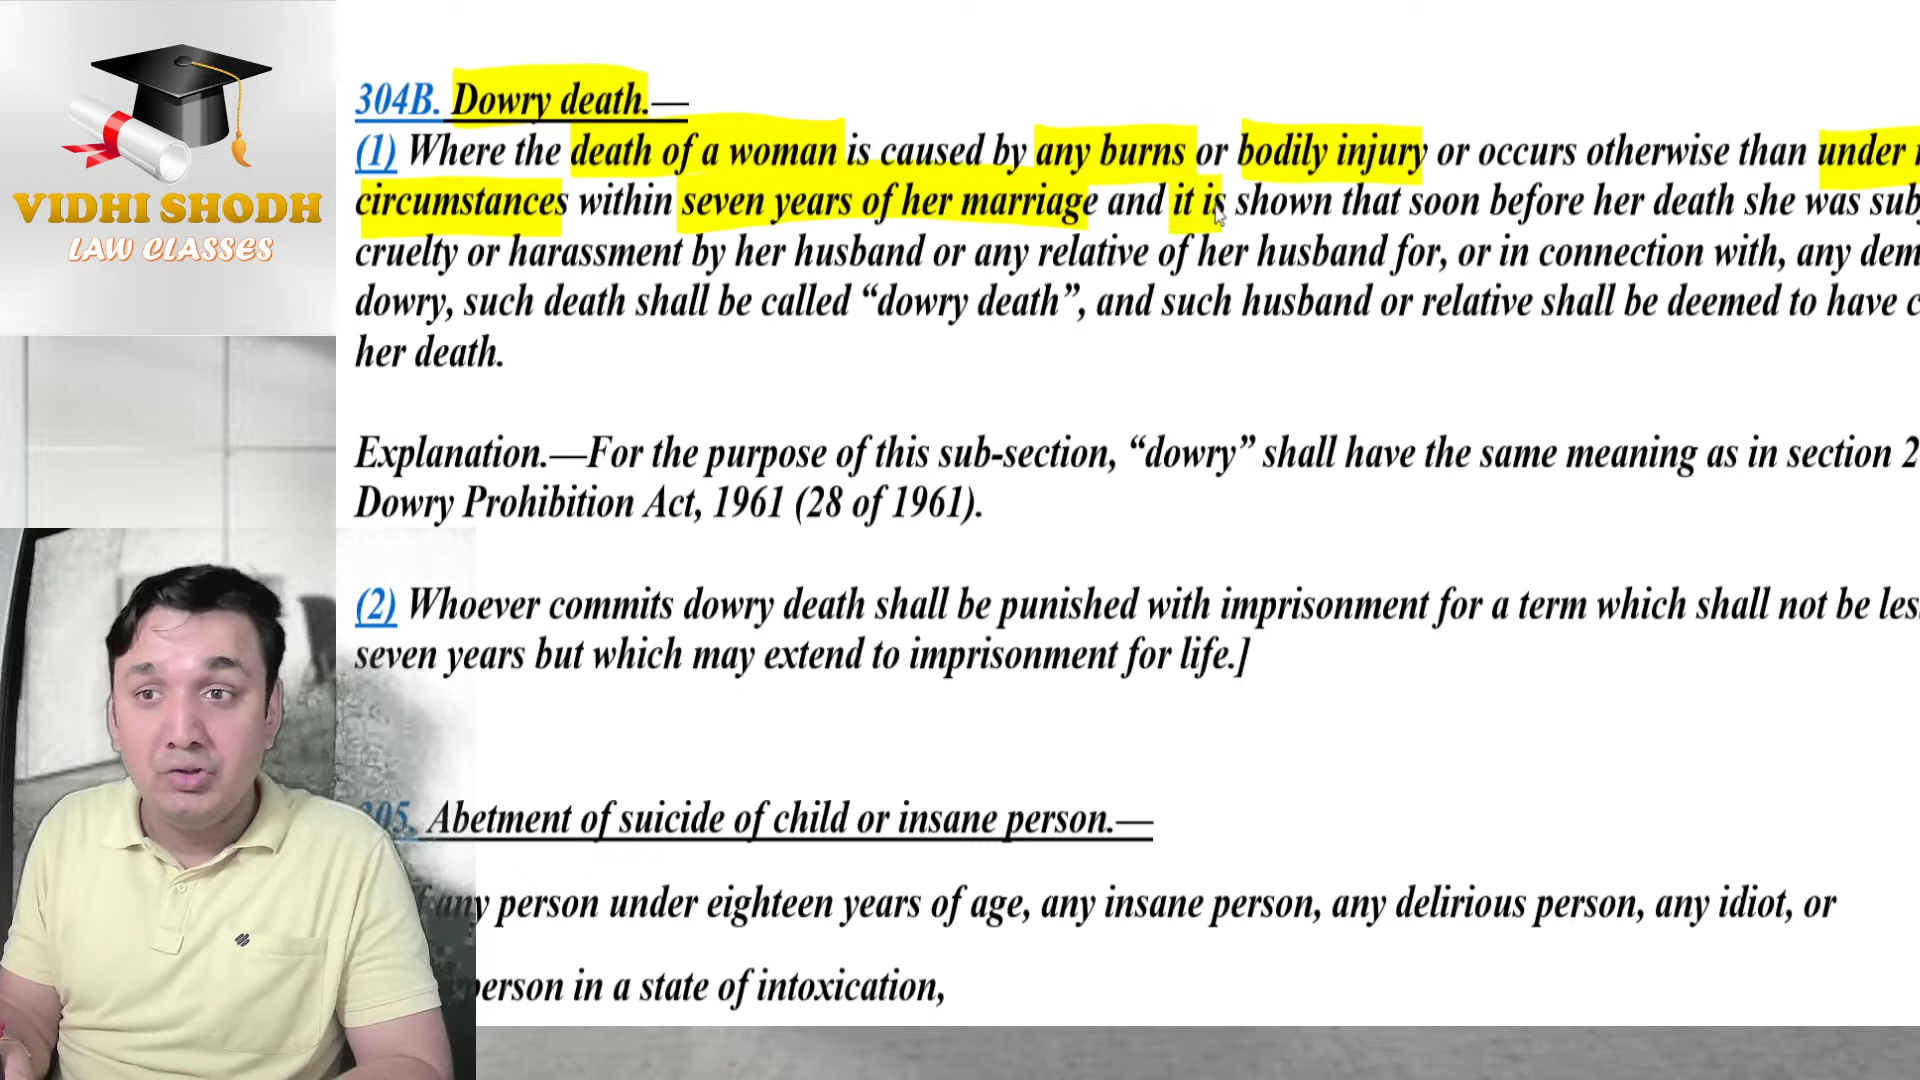 VIDHI SHODH
LAW CLASSES
304B. Dowry death.—
(1) Where the death of a woman is caused by any burns or bodily injury or occurs otherwise than under
circumstances within seven years of her marriage and it is shown that soon before her death she was sub
cruelty or harassment by her husband or any relative of her husband for, or in connection with, any dem
dowry, such death shall be called “dowry death”, and such husband or relative shall be deemed to have c
her death.
Explanation.—For the purpose of this sub-section, “dowry” shall have the same meaning as in section 2
Dowry Prohibition Act, 1961 (28 of 1961).
(2) Whoever commits dowry death shall be punished with imprisonment for a term which shall not be les
seven years but which may extend to imprisonment for life.]
305. Abetment of suicide of child or insane person.—
any person under eighteen years of age, any insane person, any delirious person, any idiot, or
person in a state of intoxication,